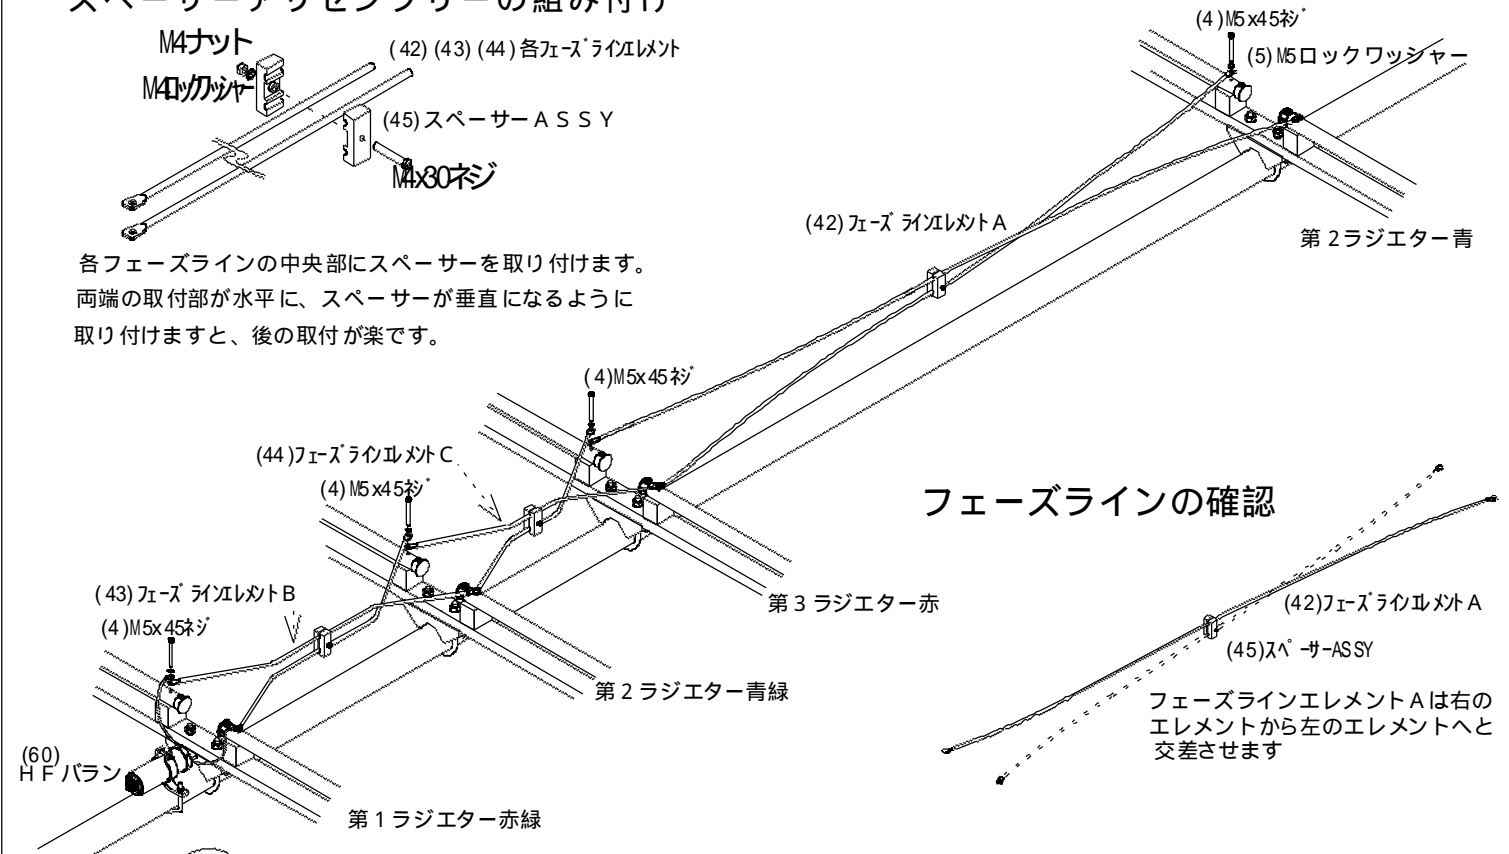 スペーサーアッセンブリーの組み付け
M4ナット
(42) (43) (44) 各フェーズラインエレメント
M4ロックワッシャー
(45) スペーサーASSY
M4x30ネジ
各フェーズラインの中央部にスペーサーを取り付けます。
両端の取付部が水平に、スペーサーが垂直になるように
取り付けますと、後の取付が楽です。
(4) M5x45ネジ
(5) M5ロックワッシャー
(42) フェーズラインエレメントA
第2ラジエター青
(4)M5x45ネジ
(44)フェーズラインエレメントC
(4) M5x45ネジ
第3ラジエター赤
(43) フェーズラインエレメントB
(4)M5x45ネジ
第2ラジエター青緑
(60)
HFバラン
第1ラジエター赤緑
フェーズラインの確認
(42)フェーズラインエレメントA
(45)スペーサーASSY
フェーズラインエレメントAは右の
エレメントから左のエレメントへと
交差させます